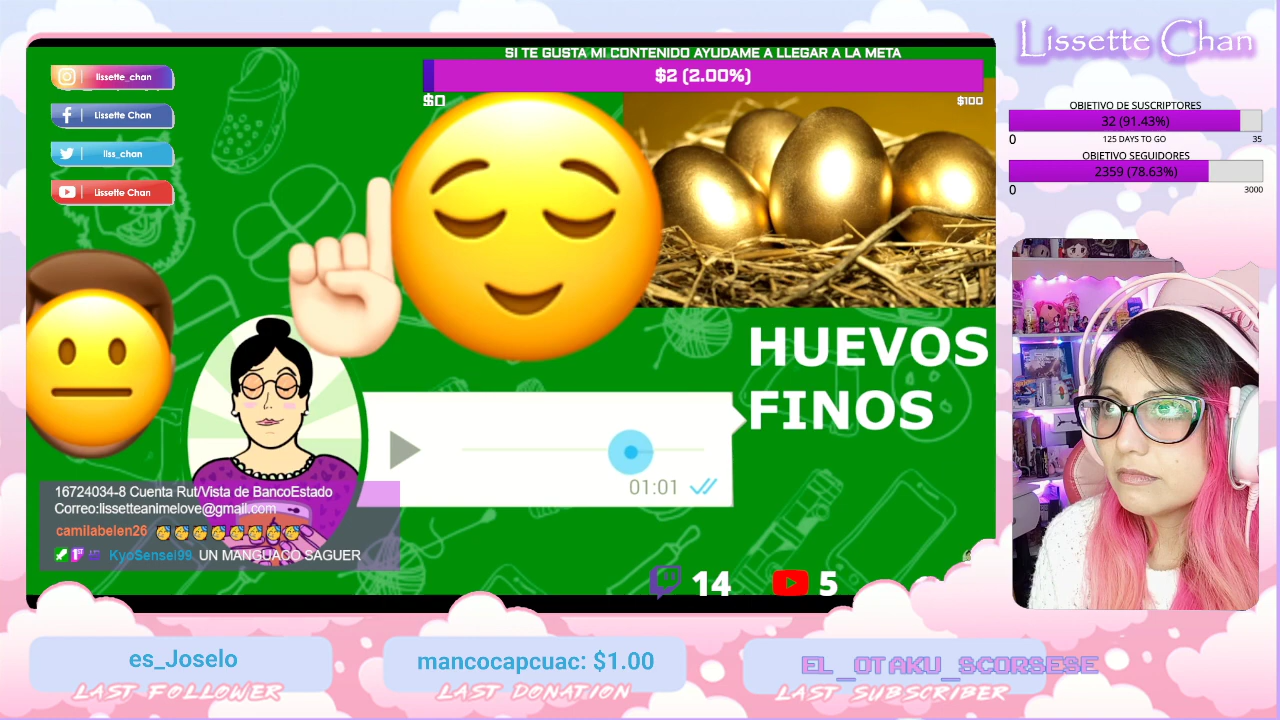 Lissette Chan
SI TE GUSTA MI CONTENIDO AYUDAME A LLEGAR A LA META
$2 (2.00%)
$0
$100
lissette_chan
Lissette Chan
liss_chan
Lissette Chan
OBJETIVO DE SUSCRIPTORES
32 (91.43%)
0
125 DAYS TO GO
35
OBJETIVO SEGUIDORES
2359 (78.63%)
0
3000
HUEVOS
FINOS
01:01
16724034-8 Cuenta Rut/Vista de BancoEstado
Correo:lissetteanimelove@gmail.com
camilabelen26
KyoSensei99 UN MANGUACO SAGUER
14
5
es_Joselo
LAST FOLLOWER
mancocapcuac: $1.00
LAST DONATION
EL_OTAKU_SCORSESE
LAST SUBSCRIBER